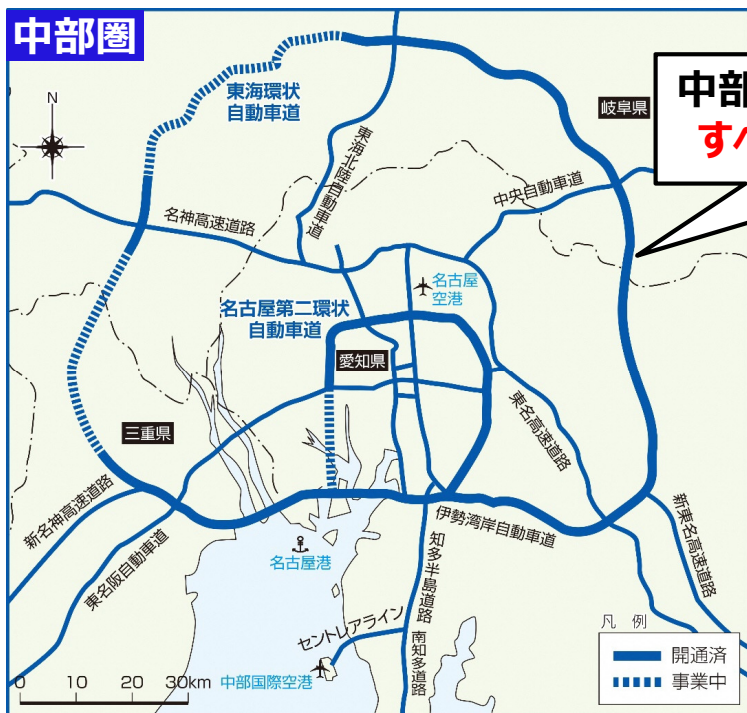 中部圏
東海環状
自動車道
N
東海北陸自動車道
岐阜県
中部
すべ
中央自動車道
名神高速道路
名古屋
空港
名古屋第二環状
自動車道
愛知県
三重県
東名高速道路
新名神高速道路
東名阪自動車道
伊勢湾岸自動車道
新東名高速道路
名古屋港
知多半島道路
セントレアライン
南知多道路
中部国際空港
凡 例
開通済
事業中
0 10 20 30km